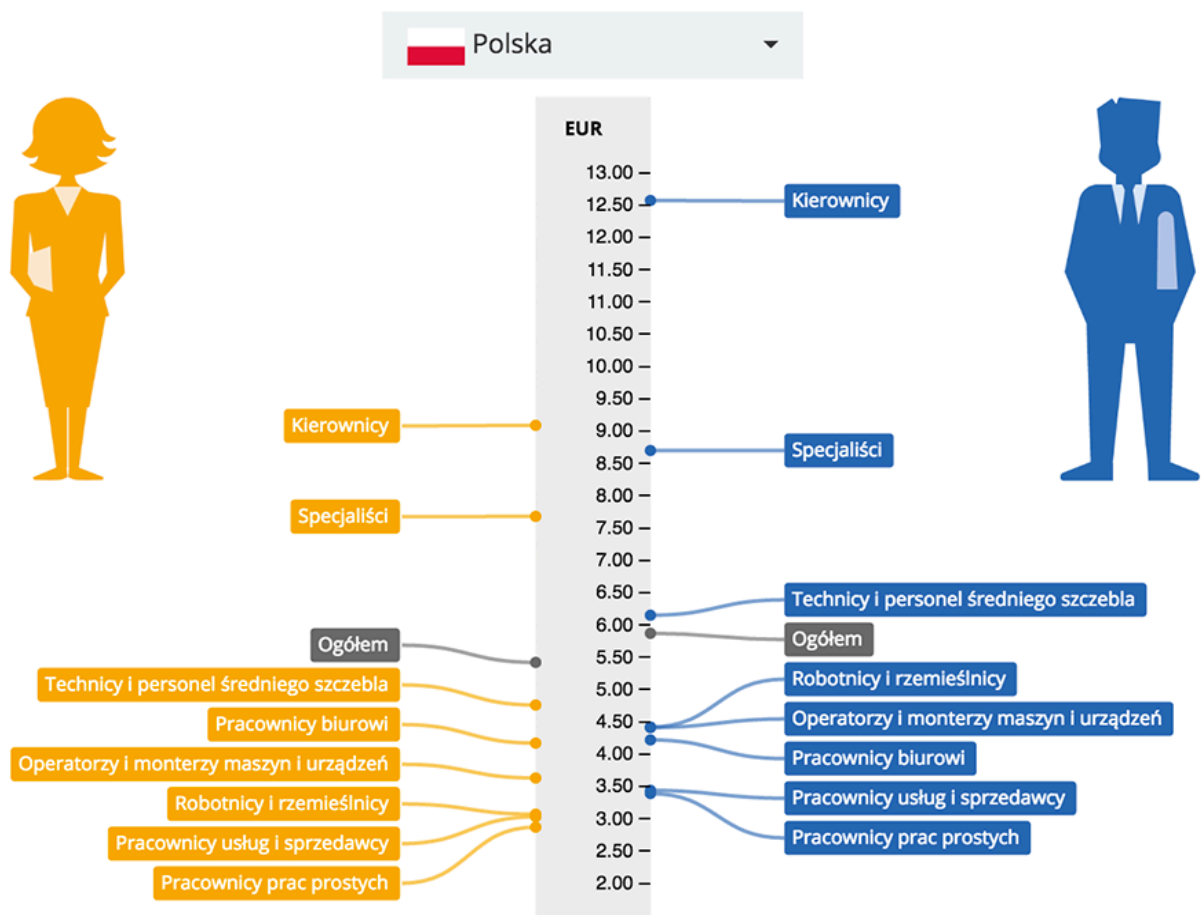 Polska
EUR
13.00
12.50
12.00
11.50
11.00
10.50
10.00
9.50
9.00
8.50
8.00
7.50
7.00
6.50
6.00
5.50
5.00
4.50
4.00
3.50
3.00
2.50
2.00
Kierownicy
Specjaliści
Ogółem
Technicy i personel średniego szczebla
Pracownicy biurowi
Operatorzy i monterzy maszyn i urządzeń
Robotnicy i rzemieślnicy
Pracownicy usług i sprzedawcy
Pracownicy prac prostych
Kierownicy
Specjaliści
Technicy i personel średniego szczebla
Ogółem
Robotnicy i rzemieślnicy
Operatorzy i monterzy maszyn i urządzeń
Pracownicy biurowi
Pracownicy usług i sprzedawcy
Pracownicy prac prostych